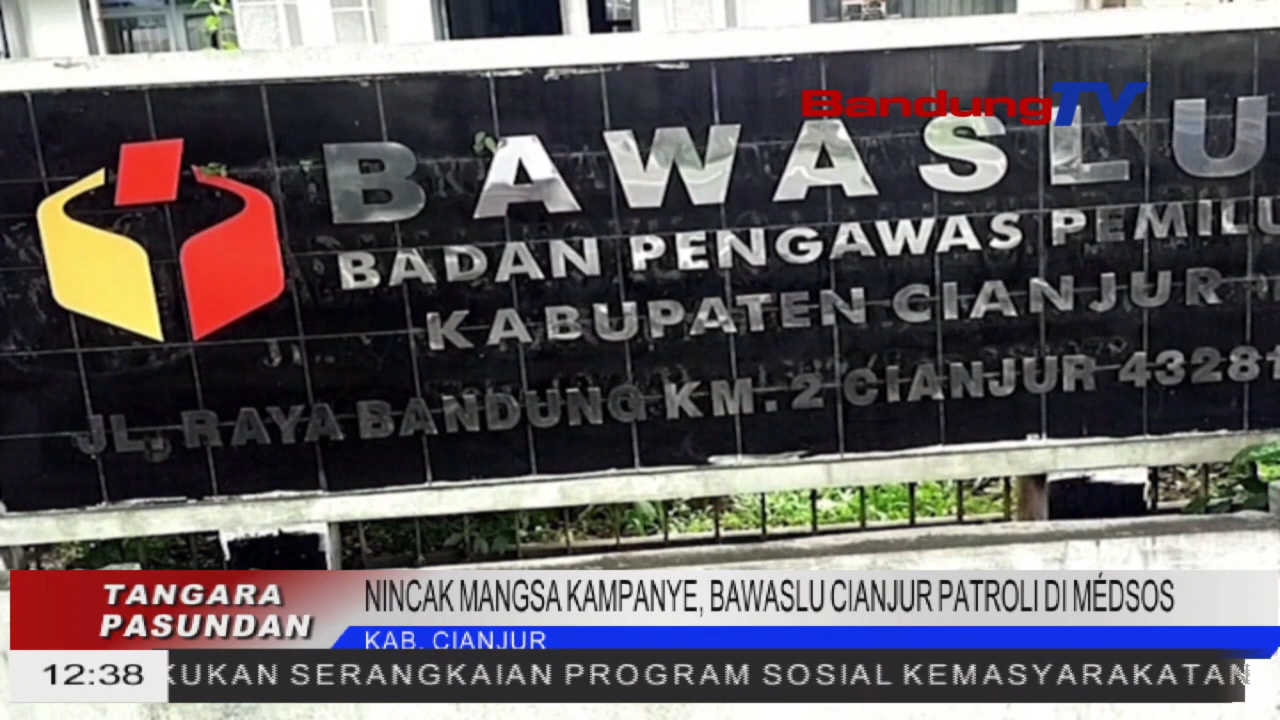 BandungTV
BAWASLU
BADAN PENGAWAS PEMILU
KABUPATEN CIANJUR
JL. RAYA BANDUNG KM. 2 CIANJUR 43281
TANGARA
PASUNDAN
NINCAK MANGSA KAMPANYE, BAWASLU CIANJUR PATROLI DI MÉDSOS
KAB. CIANJUR
12:38
KUKAN SERANGKAIAN PROGRAM SOSIAL KEMASYARAKATAN